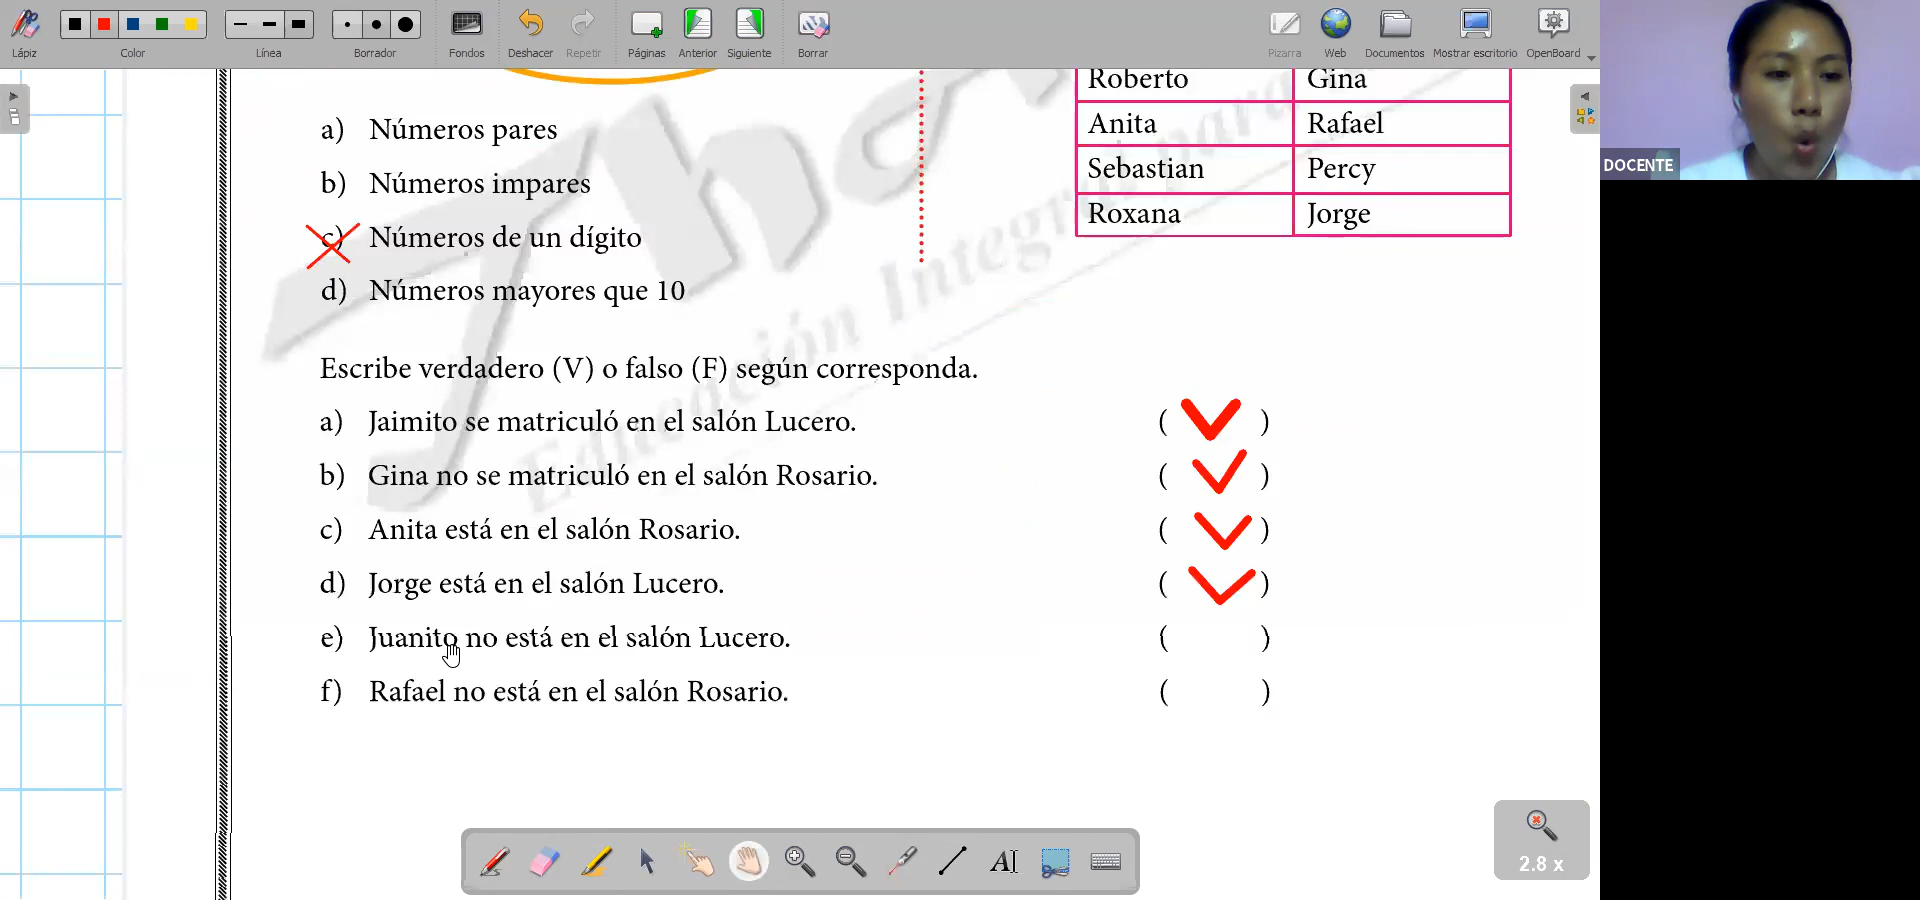 Lápiz
Color
Línea
Borrador
Fondos
Deshacer
Repetir
Páginas
Anterior
Siguiente
Borrar
Pizarra
Web
Documentos
Mostrar escritorio
OpenBoard
DOCENTE
a) Números pares
b) Números impares
c) Números de un dígito
d) Números mayores que 10
Roberto Gina
Anita Rafael
Sebastian Percy
Roxana Jorge
Educación Integral para
Escribe verdadero (V) o falso (F) según corresponda.
a) Jaimito se matriculó en el salón Lucero. ( V )
b) Gina no se matriculó en el salón Rosario. ( V )
c) Anita está en el salón Rosario. ( V )
d) Jorge está en el salón Lucero. ( V )
e) Juanito no está en el salón Lucero. ( )
f) Rafael no está en el salón Rosario. ( )
2.8 x